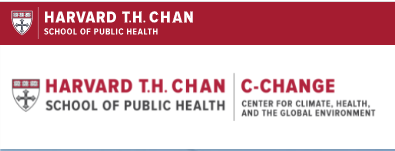 HARVARD T.H. CHAN
SCHOOL OF PUBLIC HEALTH
HARVARD T.H. CHAN
SCHOOL OF PUBLIC HEALTH
C-CHANGE
CENTER FOR CLIMATE, HEALTH,
AND THE GLOBAL ENVIRONMENT